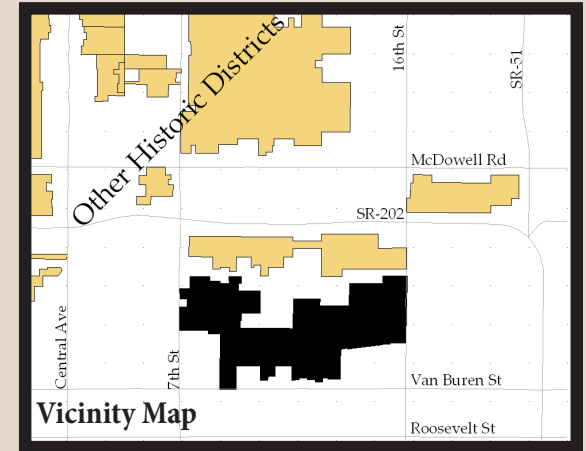 Other Historic Districts
16th St
SR-51
McDowell Rd
SR-202
Central Ave
7th St
Van Buren St
Vicinity Map
Roosevelt St